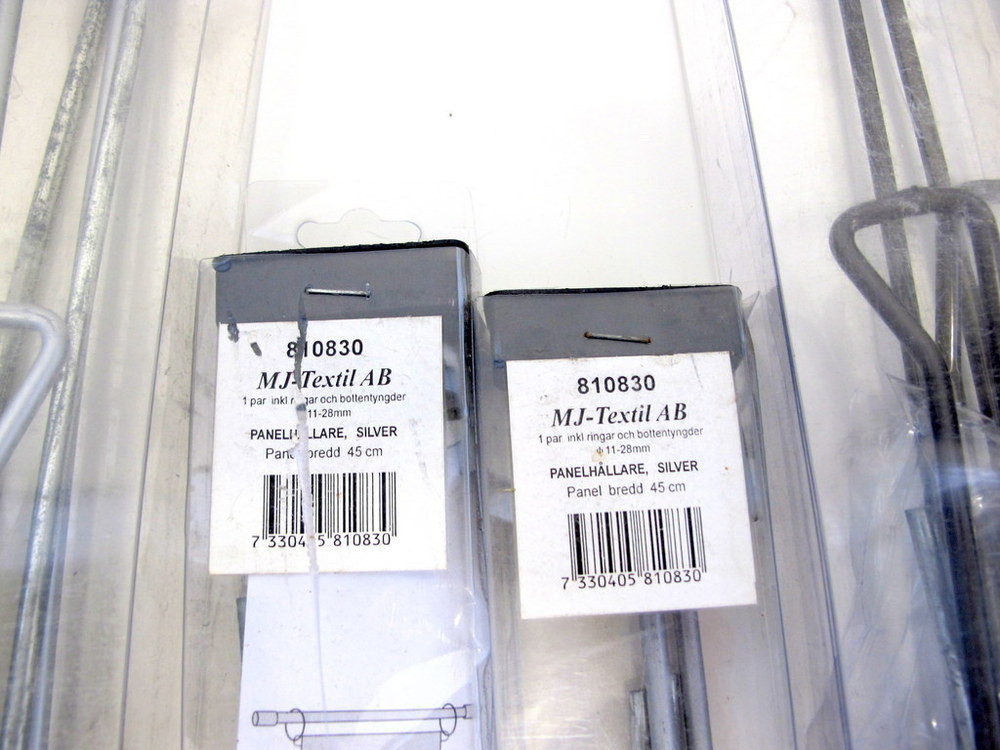 810830
MJ-Textil AB
1 par inkl ringar och bottentyngder
11-28mm
PANELHÅLLARE, SILVER
Panel bredd 45 cm
7 330405 810830
810830
MJ-Textil AB
1 par inkl ringar och bottentyngder
ϕ 11-28mm
PANELHÅLLARE, SILVER
Panel bredd 45 cm
7 330405 810830